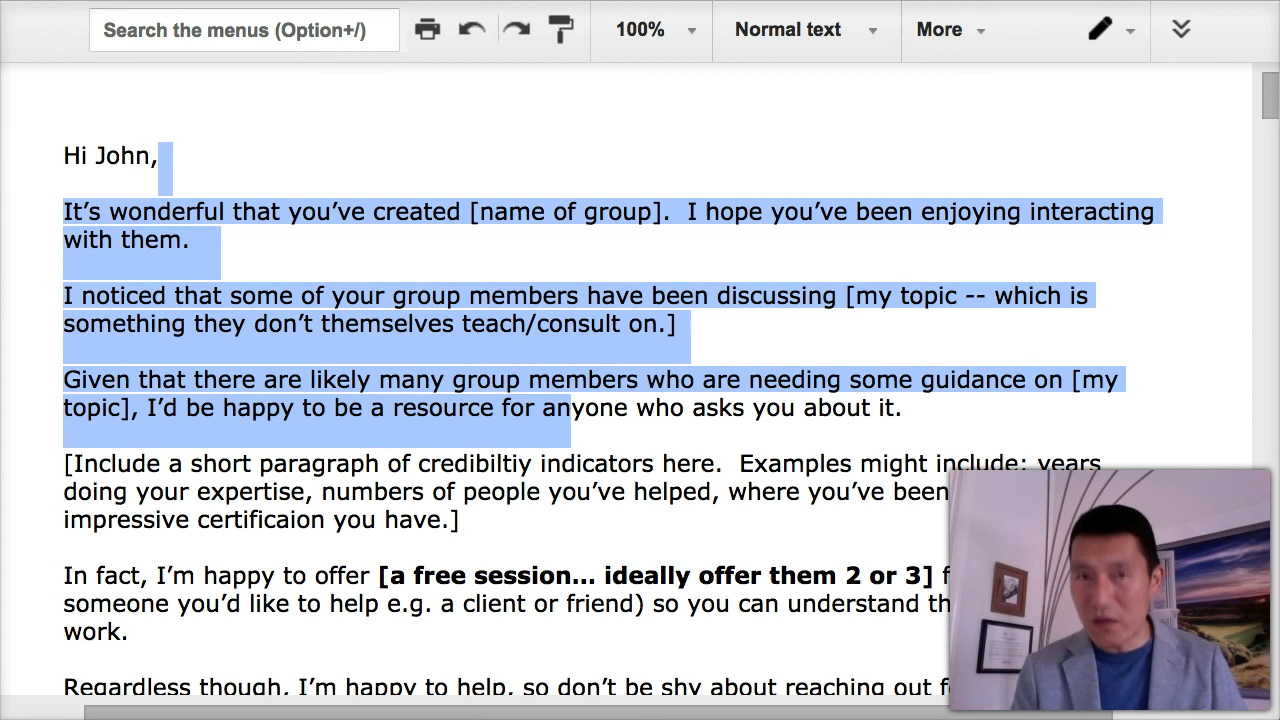 Search the menus (Option+/)
100%
Normal text
More
Hi John,
It’s wonderful that you’ve created [name of group].  I hope you’ve been enjoying interacting
with them.
I noticed that some of your group members have been discussing [my topic -- which is
something they don’t themselves teach/consult on.]
Given that there are likely many group members who are needing some guidance on [my
topic], I’d be happy to be a resource for anyone who asks you about it.
[Include a short paragraph of credibiltiy indicators here.  Examples might include: years
doing your expertise, numbers of people you’ve helped, where you’ve been
impressive certificaion you have.]
In fact, I’m happy to offer [a free session... ideally offer them 2 or 3]
someone you’d like to help e.g. a client or friend) so you can understand
work.
Regardless though, I’m happy to help, so don’t be shy about reaching out